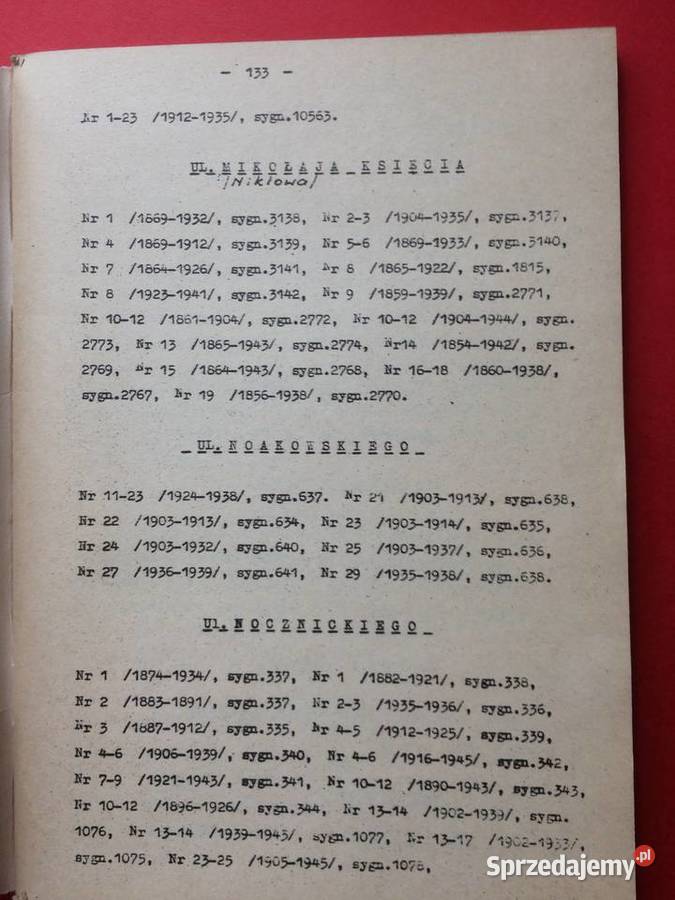 - 133 -
Nr 1-23 /1912-1935/, sygn.10563.
UL. MIKOŁAJA KSIĘCIA
/Niklowa/
Nr 1 /1869-1932/, sygn.3138, Nr 2-3 /1904-1935/, sygn.3137,
Nr 4 /1869-1912/, sygn.3139, Nr 5-6 /1869-1933/, sygn.3140,
Nr 7 /1864-1926/, sygn.3141, Nr 8 /1865-1922/, sygn.1815,
Nr 8 /1923-1941/, sygn.3142, Nr 9 /1859-1939/, sygn.2771,
Nr 10-12 /1861-1904/, sygn.2772, Nr 10-12 /1904-1944/, sygn.
2773, Nr 13 /1865-1943/, sygn.2774, Nr14 /1854-1942/, sygn.
2769, Nr 15 /1864-1943/, sygn.2768, Nr 16-18 /1860-1938/,
sygn.2767, Nr 19 /1856-1938/, sygn.2770.
UL. NOAKOWSKIEGO
Nr 11-23 /1924-1938/, sygn.637. Nr 21 /1903-1913/, sygn.638,
Nr 22 /1903-1913/, sygn.634, Nr 23 /1903-1914/, sygn.635,
Nr 24 /1903-1932/, sygn.640, Nr 25 /1903-1937/, sygn.636,
Nr 27 /1936-1939/, sygn.641, Nr 29 /1935-1938/, sygn.638.
Ul. NOCZNICKIEGO
Nr 1 /1874-1934/, sygn.337, Nr 1 /1882-1921/, sygn.338,
Nr 2 /1883-1891/, sygn.337, Nr 2-3 /1935-1936/, sygn.336,
Nr 3 /1887-1912/, sygn.335, Nr 4-5 /1912-1925/, sygn.339,
Nr 4-6 /1906-1939/, sygn.340, Nr 4-6 /1916-1945/, sygn.342,
Nr 7-9 /1921-1943/, sygn.341, Nr 10-12 /1890-1943/, sygn.343,
Nr 10-12 /1896-1926/, sygn.344, Nr 13-14 /1902-1939/, sygn.
1076, Nr 13-14 /1939-1945/, sygn.1077, Nr 13-17 /1902-1933/,
sygn.1075, Nr 23-25 /1905-1945/, sygn.1078,
Sprzedajemy.pl